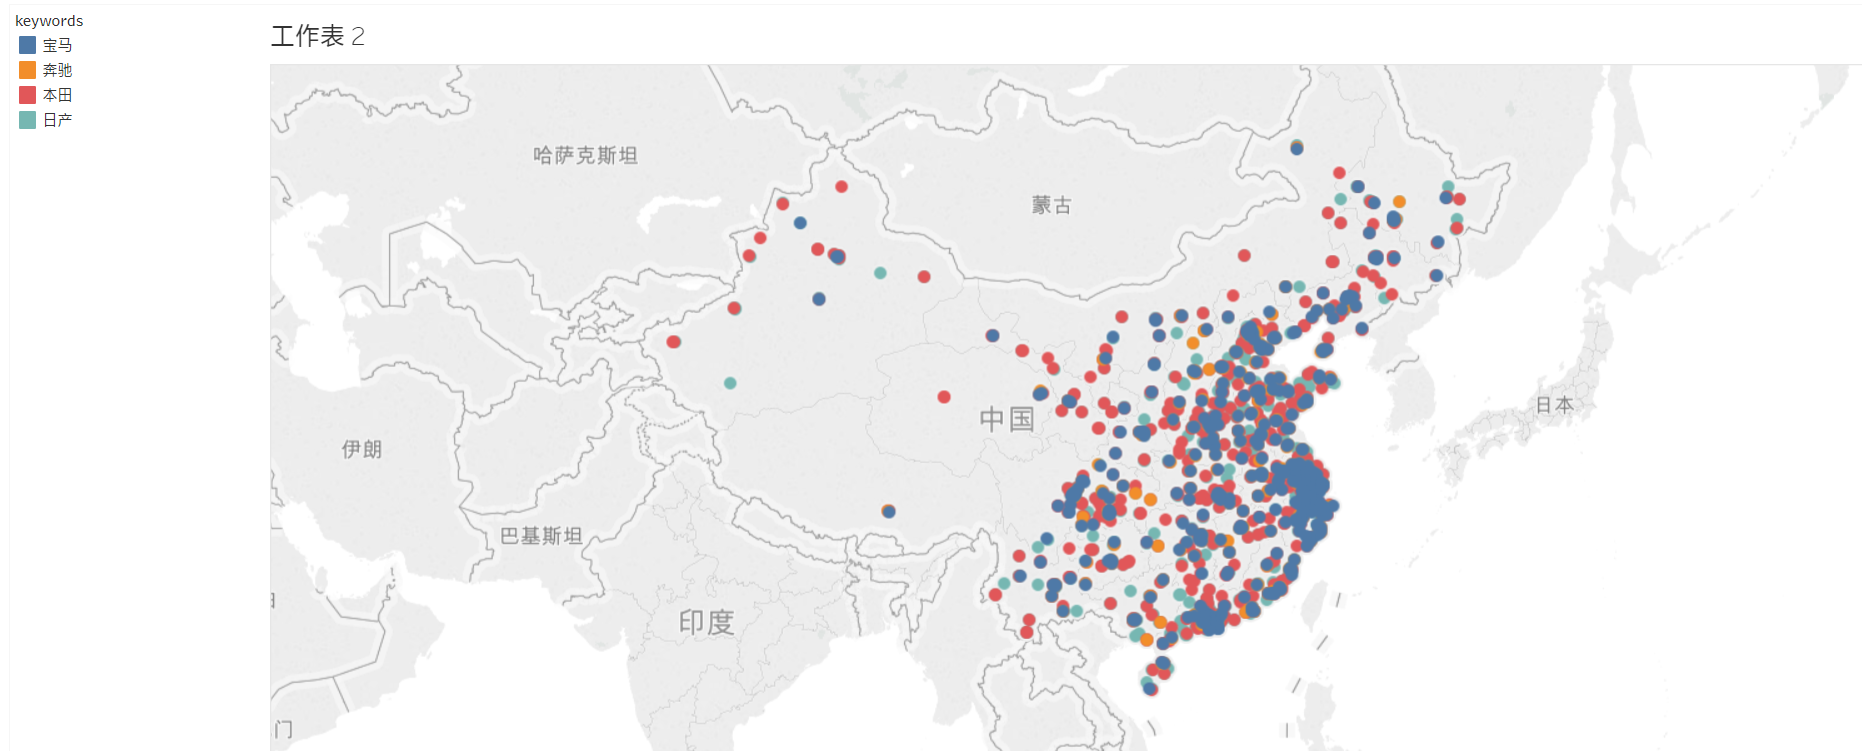 keywords
宝马
奔驰
本田
日产
工作表 2
哈萨克斯坦
蒙古
中国
日本
伊朗
巴基斯坦
印度
门